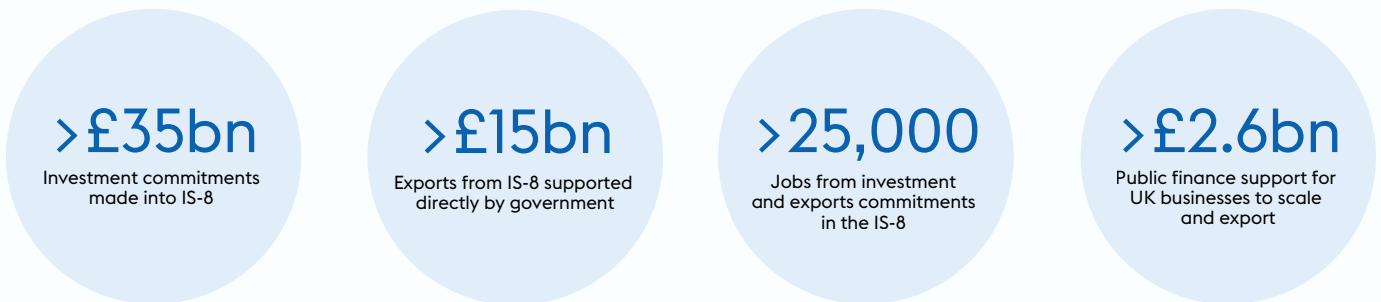 >£35bn
Investment commitments
made into IS-8
>£15bn
Exports from IS-8 supported
directly by government
>25,000
Jobs from investment
and exports commitments
in the IS-8
>£2.6bn
Public finance support for
UK businesses to scale
and export